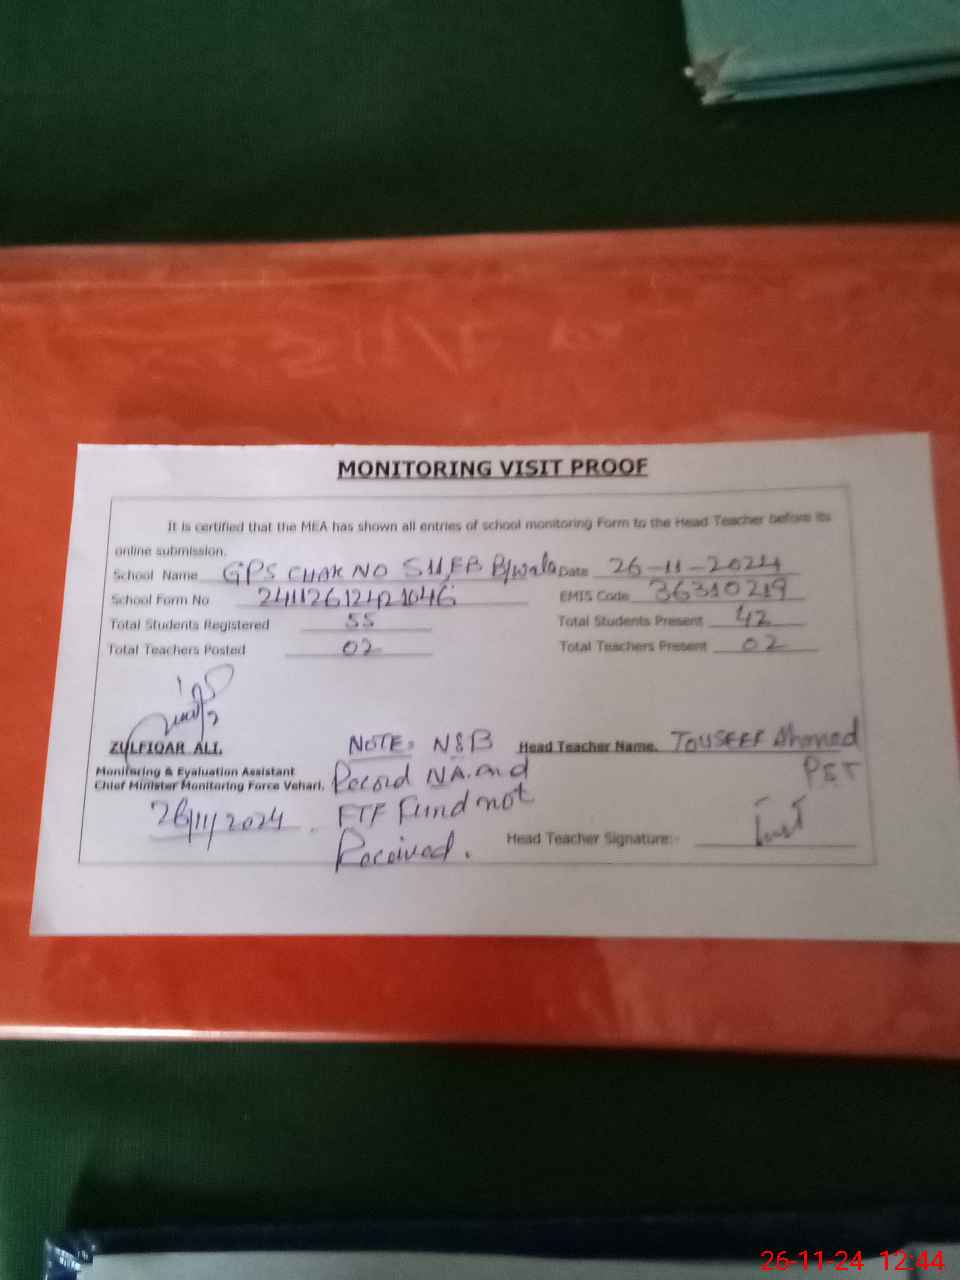 MONITORING VISIT PROOF
It is certified that the MEA has shown all entries of school monitoring Form to the Head Teacher before its
online submission.
School Name GPS CHAK NO 511,EB B/Wala Date 26-11-2024
School Form No. EMIS Code 36310219
Total Students Registered 55 Total Students Present 42
Total Teachers Posted 02 Total Teachers Present 02
ZULFIQAR ALI, NOTE: NSB Head Teacher Name. TOUSEEF Ahmed
Monitoring & Evaluation Assistant Record NA. and PST
Chief Minister Monitoring Force Vehari.
26/11/2024 . FTF Fund not
Received. Head Teacher Signature:-
26-11-24 12:44